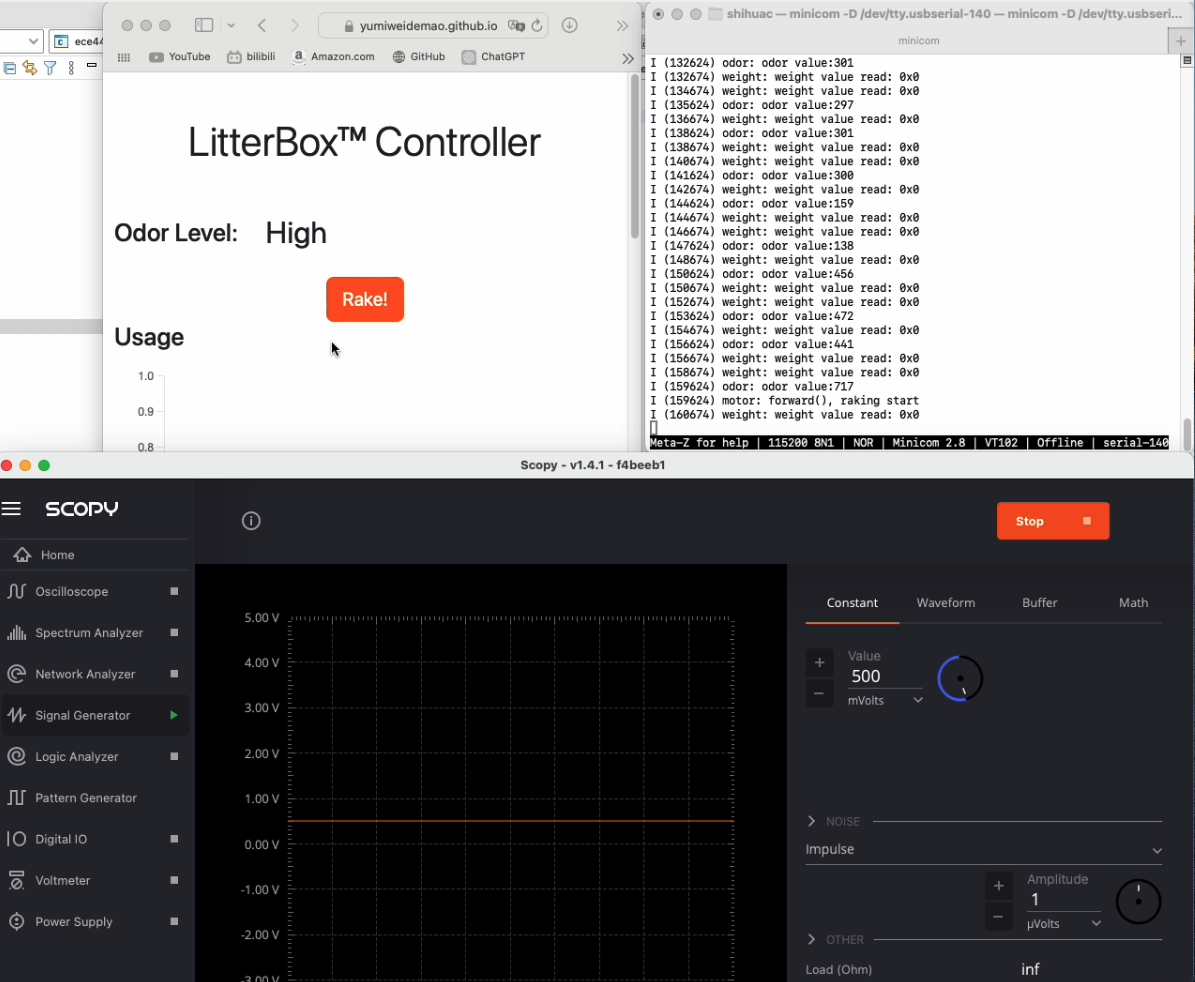 ece44
yumiweidemao.github.io
YouTube
bilibili
Amazon.com
GitHub
ChatGPT
LitterBox™ Controller
Odor Level: High
Rake!
Usage
1.0
0.9
0.8
shihuac — minicom -D /dev/tty.usbserial-140 — minicom -D /dev/tty.usbseri...
minicom
I (132624) odor: odor value:301
I (132674) weight: weight value read: 0x0
I (134674) weight: weight value read: 0x0
I (135624) odor: odor value:297
I (136674) weight: weight value read: 0x0
I (138624) odor: odor value:301
I (138674) weight: weight value read: 0x0
I (140674) weight: weight value read: 0x0
I (141624) odor: odor value:300
I (142674) weight: weight value read: 0x0
I (144624) odor: odor value:159
I (144674) weight: weight value read: 0x0
I (146674) weight: weight value read: 0x0
I (147624) odor: odor value:138
I (148674) weight: weight value read: 0x0
I (150624) odor: odor value:456
I (150674) weight: weight value read: 0x0
I (152674) weight: weight value read: 0x0
I (153624) odor: odor value:472
I (154674) weight: weight value read: 0x0
I (156624) odor: odor value:441
I (156674) weight: weight value read: 0x0
I (158674) weight: weight value read: 0x0
I (159624) odor: odor value:717
I (159624) motor: forward(), raking start
I (160674) weight: weight value read: 0x0
Meta-Z for help | 115200 8N1 | NOR | Minicom 2.8 | VT102 | Offline | serial-140
Scopy - v1.4.1 - f4beeb1
SCOPY
Home
Oscilloscope
Spectrum Analyzer
Network Analyzer
Signal Generator
Logic Analyzer
Pattern Generator
Digital IO
Voltmeter
Power Supply
Stop
5.00 V
4.00 V
3.00 V
2.00 V
1.00 V
0.00 V
-1.00 V
-2.00 V
-3.00 V
Constant
Waveform
Buffer
Math
Value
500
mVolts
NOISE
Impulse
Amplitude
1
µVolts
OTHER
Load (Ohm)
inf